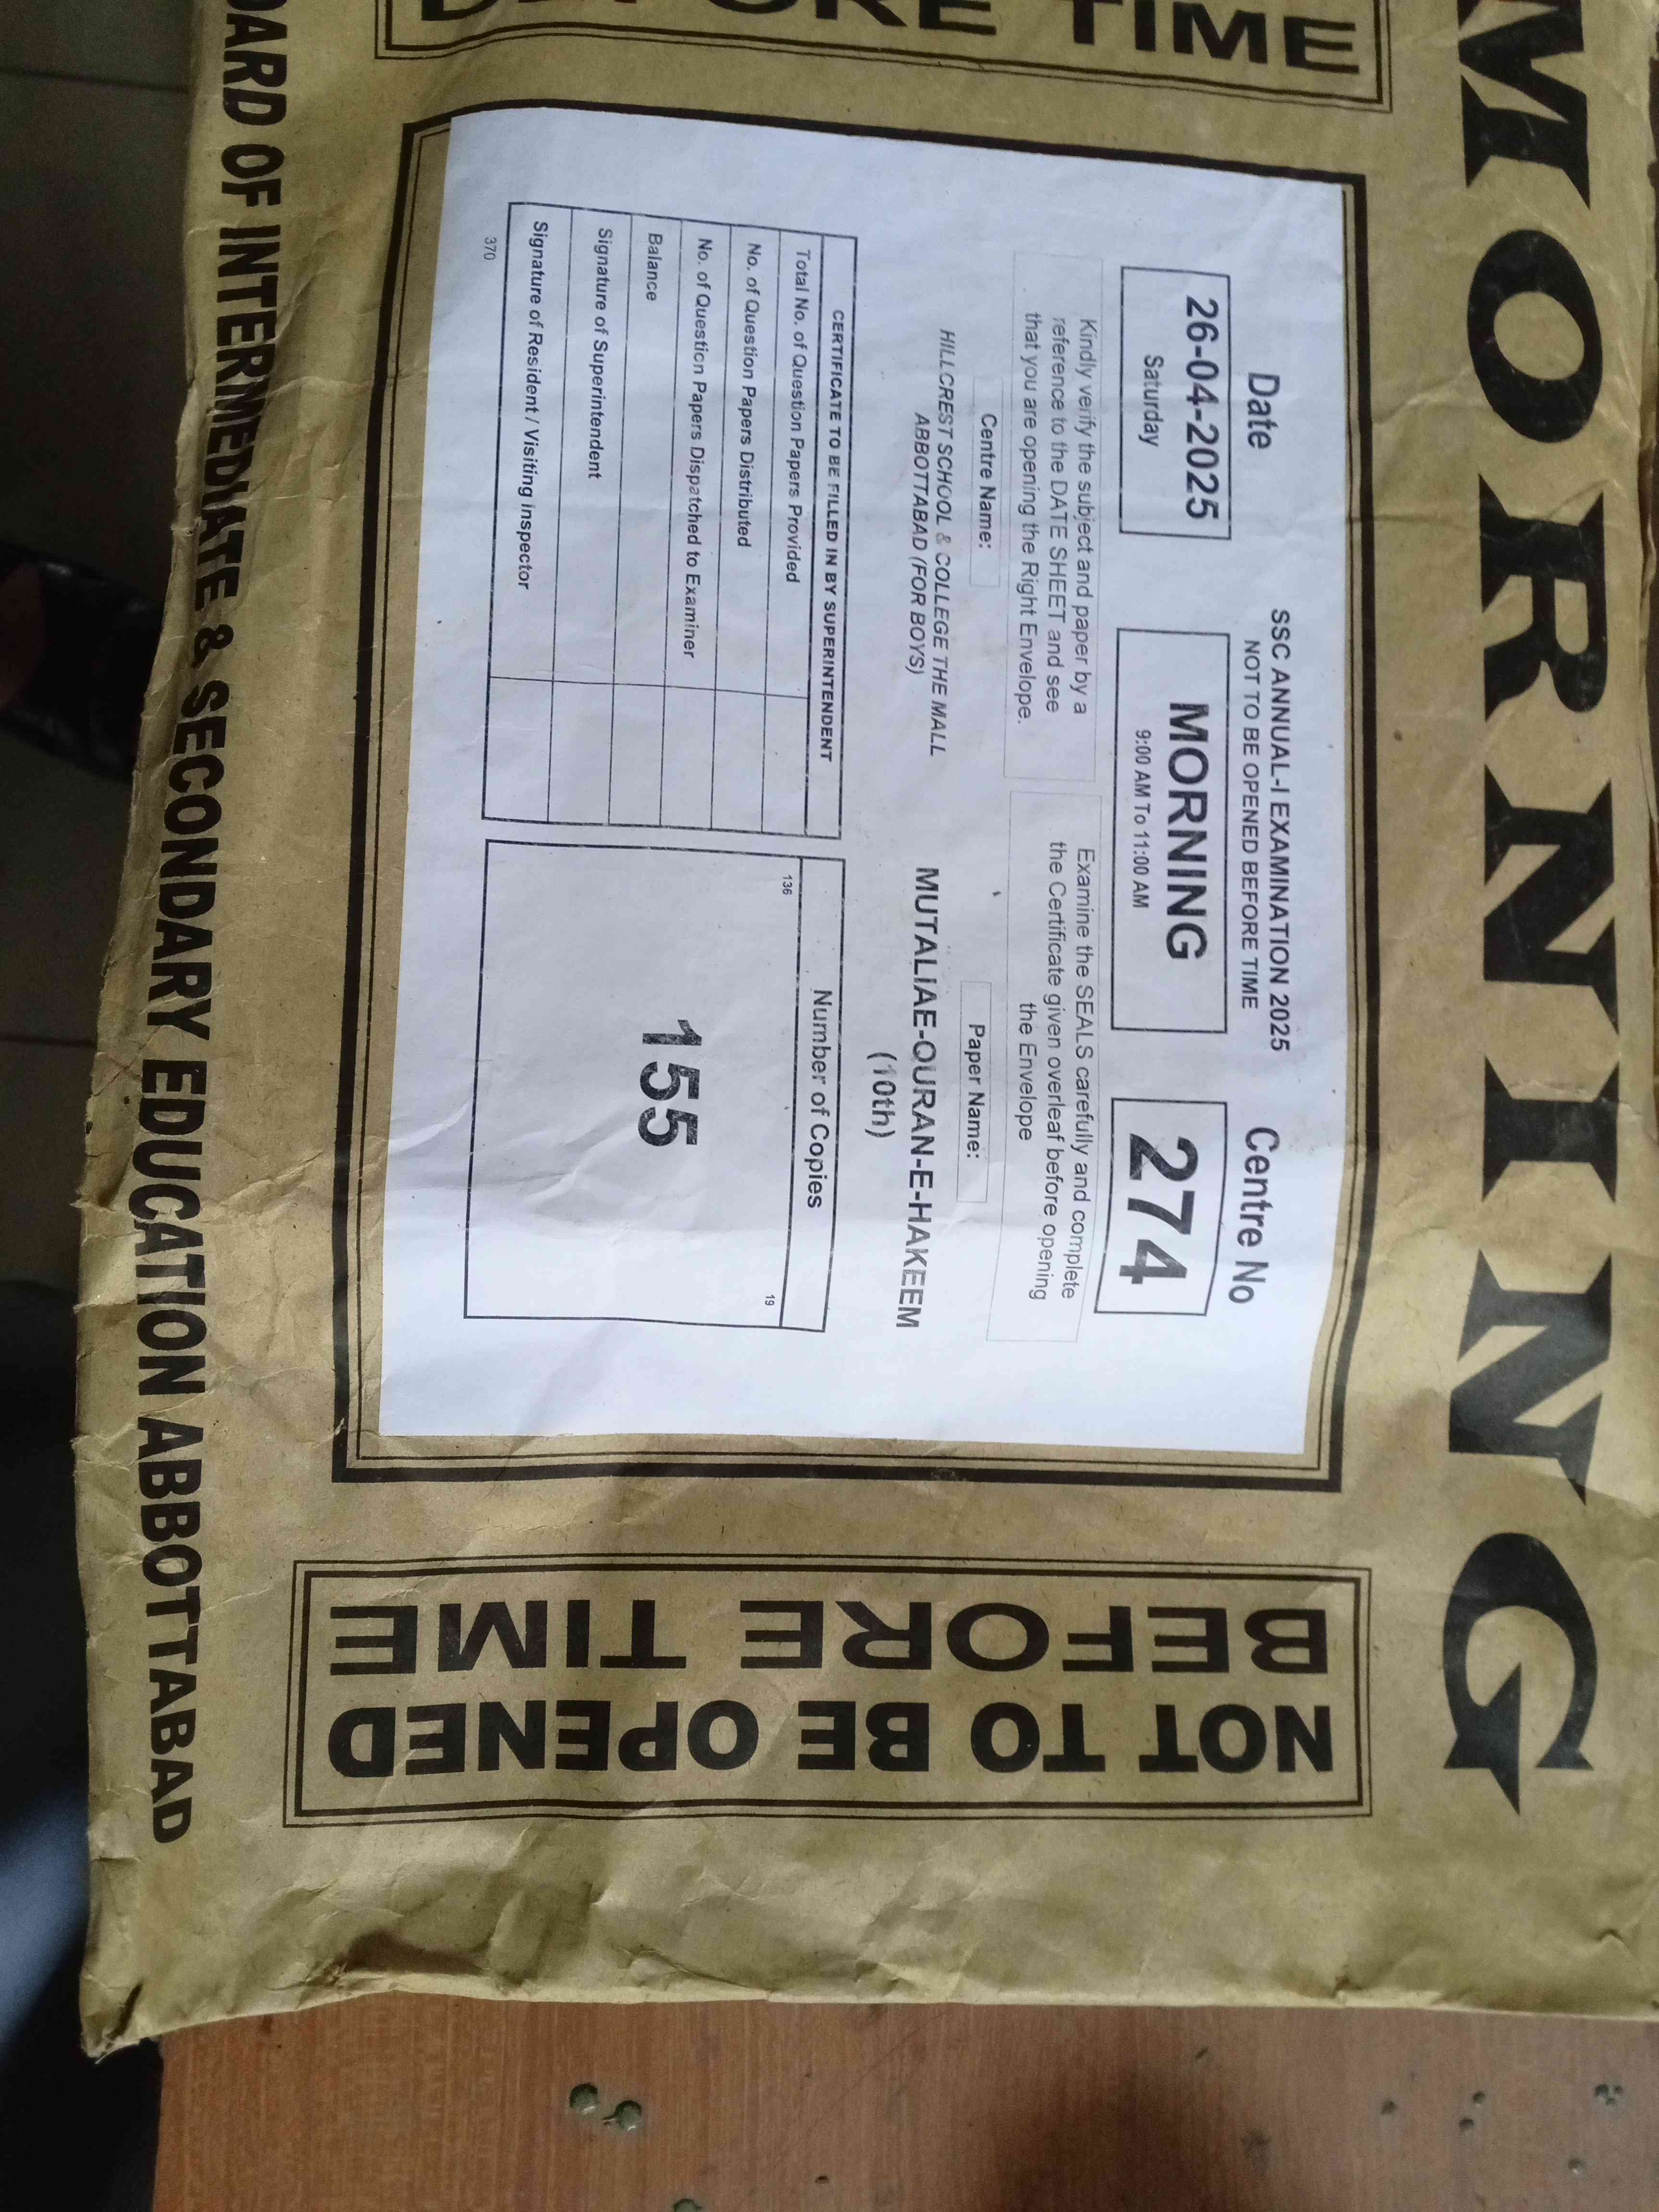 MORNING
BEFORE TIME
SSC ANNUAL-I EXAMINATION 2025
NOT TO BE OPENED BEFORE TIME
Date
26-04-2025
Saturday
MORNING
9:00 AM To 11:00 AM
Centre No
274
Kindly verify the subject and paper by a
reference to the DATE SHEET and see
that you are opening the Right Envelope.
Examine the SEALS carefully and complete
the Certificate given overleaf before opening
the Envelope
Centre Name:
HILLCREST SCHOOL & COLLEGE THE MALL
ABBOTTABAD (FOR BOYS)
Paper Name:
MUTALIAE-QURAN-E-HAKEEM
(10th)
CERTIFICATE TO BE FILLED IN BY SUPERINTENDENT
Total No. of Question Papers Provided
No. of Question Papers Distributed
No. of Question Papers Dispatched to Examiner
Balance
Signature of Superintendent
Signature of Resident / Visiting inspector
370
Number of Copies
136
19
155
NOT TO BE OPENED
BEFORE TIME
OARD OF INTERMEDIATE & SECONDARY EDUCATION ABBOTTABAD